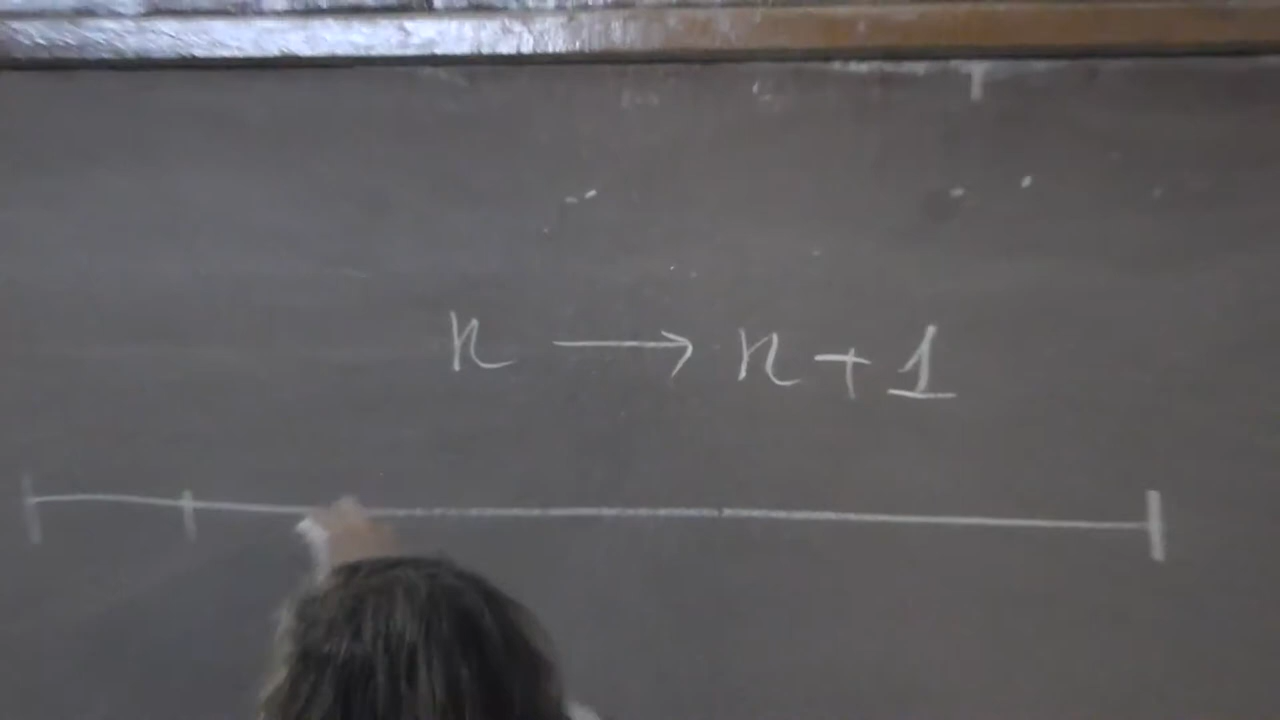 n → n + 1